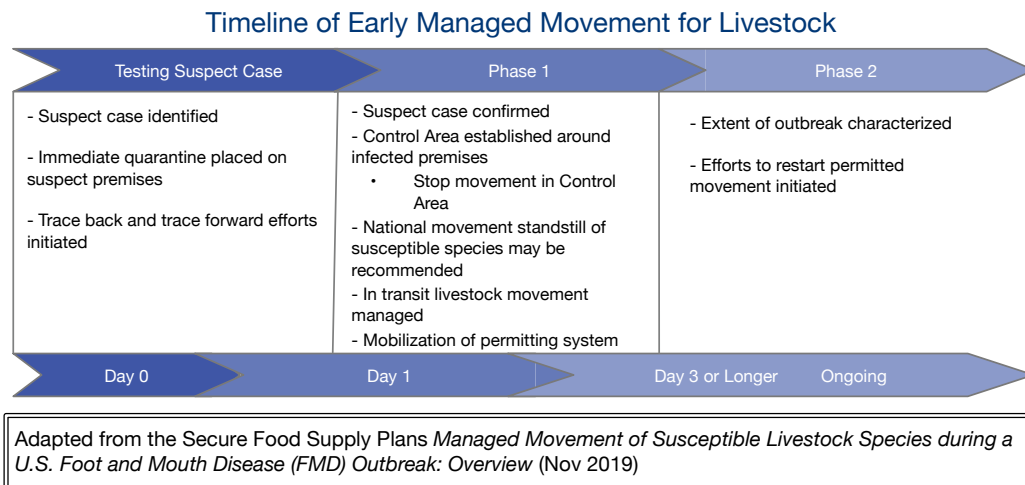 Timeline of Early Managed Movement for Livestock
Testing Suspect Case
Phase 1
Phase 2
- Suspect case identified
- Immediate quarantine placed on
suspect premises
- Trace back and trace forward efforts
initiated
- Suspect case confirmed
- Control Area established around
infected premises
• Stop movement in Control
Area
- National movement standstill of
susceptible species may be
recommended
- In transit livestock movement
managed
- Mobilization of permitting system
- Extent of outbreak characterized
- Efforts to restart permitted
movement initiated
Day 0
Day 1
Day 3 or Longer Ongoing
Adapted from the Secure Food Supply Plans Managed Movement of Susceptible Livestock Species during a
U.S. Foot and Mouth Disease (FMD) Outbreak: Overview (Nov 2019)